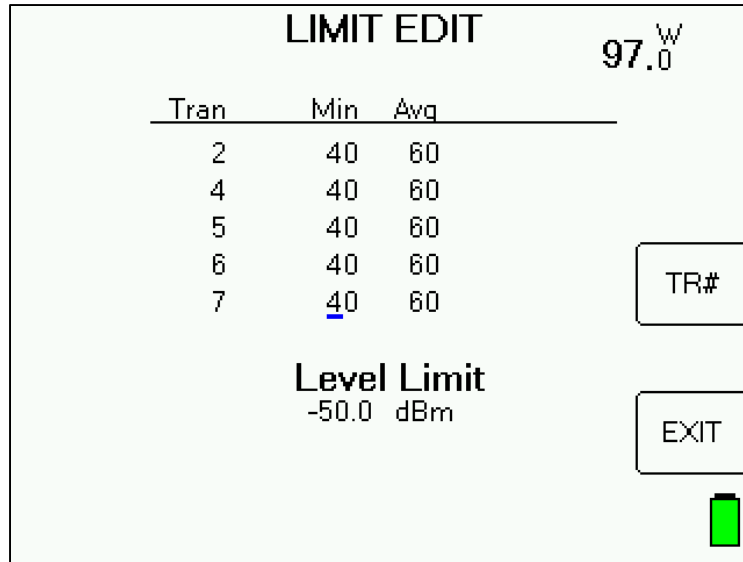 LIMIT EDIT
97.0 W
Tran Min Avg
2 40 60
4 40 60
5 40 60
6 40 60
7 40 60
TR#
Level Limit
-50.0 dBm
EXIT